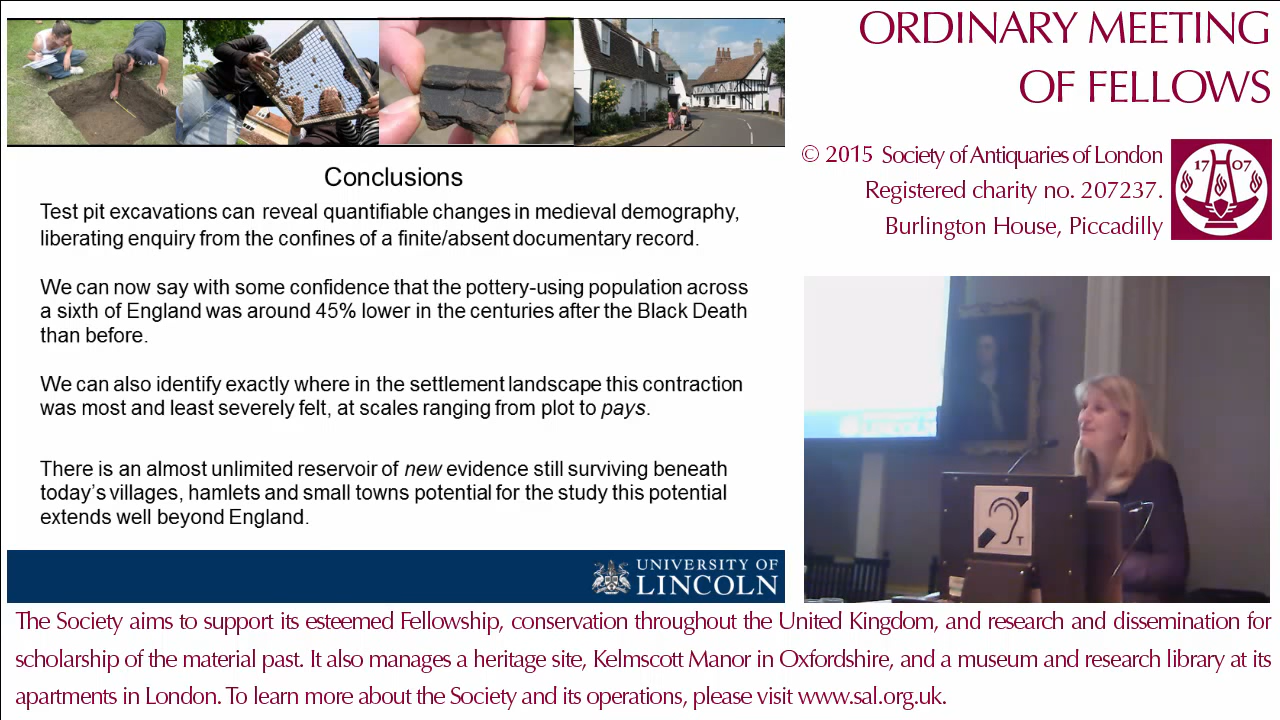 ORDINARY MEETING
OF FELLOWS
© 2015 Society of Antiquaries of London
Registered charity no. 207237.
Burlington House, Piccadilly
17 07
Conclusions
Test pit excavations can reveal quantifiable changes in medieval demography,
liberating enquiry from the confines of a finite/absent documentary record.
We can now say with some confidence that the pottery-using population across
a sixth of England was around 45% lower in the centuries after the Black Death
than before.
We can also identify exactly where in the settlement landscape this contraction
was most and least severely felt, at scales ranging from plot to pays.
There is an almost unlimited reservoir of new evidence still surviving beneath
today's villages, hamlets and small towns potential for the study this potential
extends well beyond England.
UNIVERSITY OF
LINCOLN
LINCOLN
T
The Society aims to support its esteemed Fellowship, conservation throughout the United Kingdom, and research and dissemination for
scholarship of the material past. It also manages a heritage site, Kelmscott Manor in Oxfordshire, and a museum and research library at its
apartments in London. To learn more about the Society and its operations, please visit www.sal.org.uk.